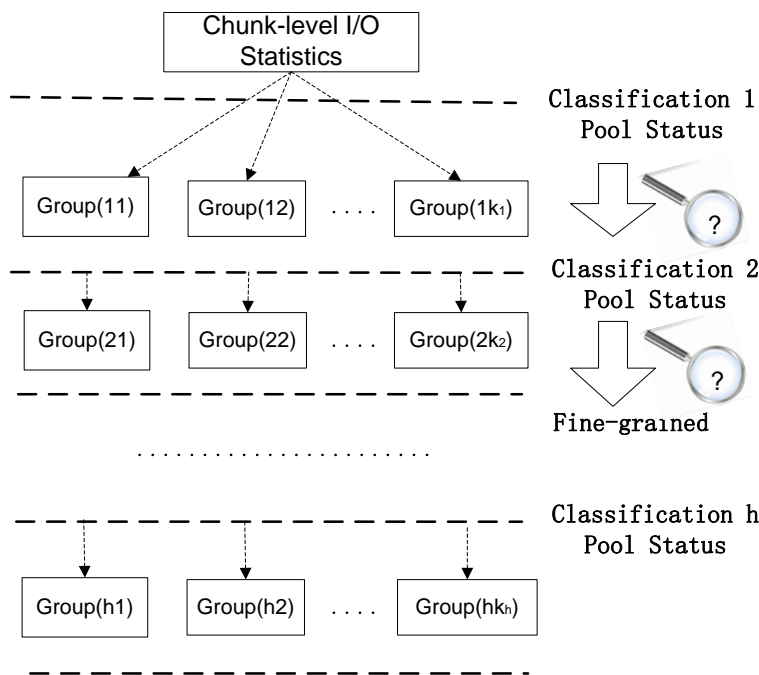 Chunk-level I/O
Statistics
Classification 1
Pool Status
Group(11)
Group(12)
. . . .
Group(1k₁)
?
Classification 2
Pool Status
Group(21)
Group(22)
. . . .
Group(2k₂)
?
Fine-grained
. . . . . . . . . . . . . . . . . . . . . . .
Classification h
Pool Status
Group(h1)
Group(h2)
. . . .
Group(hkₕ)